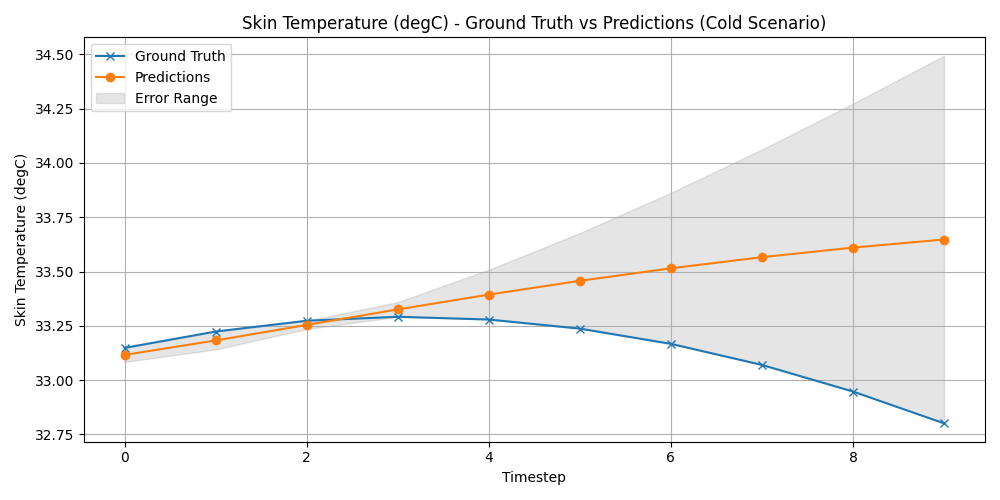 Skin Temperature (degC) - Ground Truth vs Predictions (Cold Scenario)
Ground Truth
Predictions
Error Range
Skin Temperature (degC)
34.50
34.25
34.00
33.75
33.50
33.25
33.00
32.75
0 2 4 6 8
Timestep